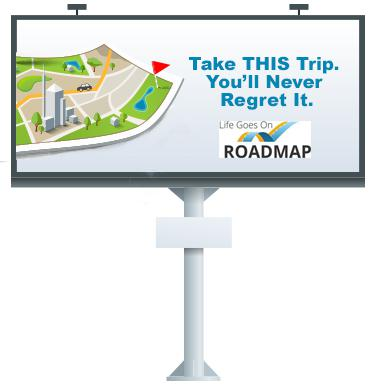 Take THIS Trip.
You'll Never
Regret It.
Life Goes On
ROADMAP